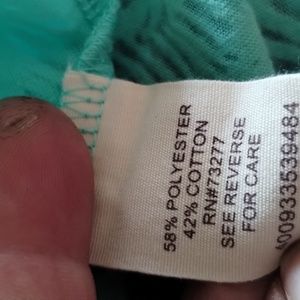 58% POLYESTER
42% COTTON
RN#73277
SEE REVERSE
FOR CARE
400933539484